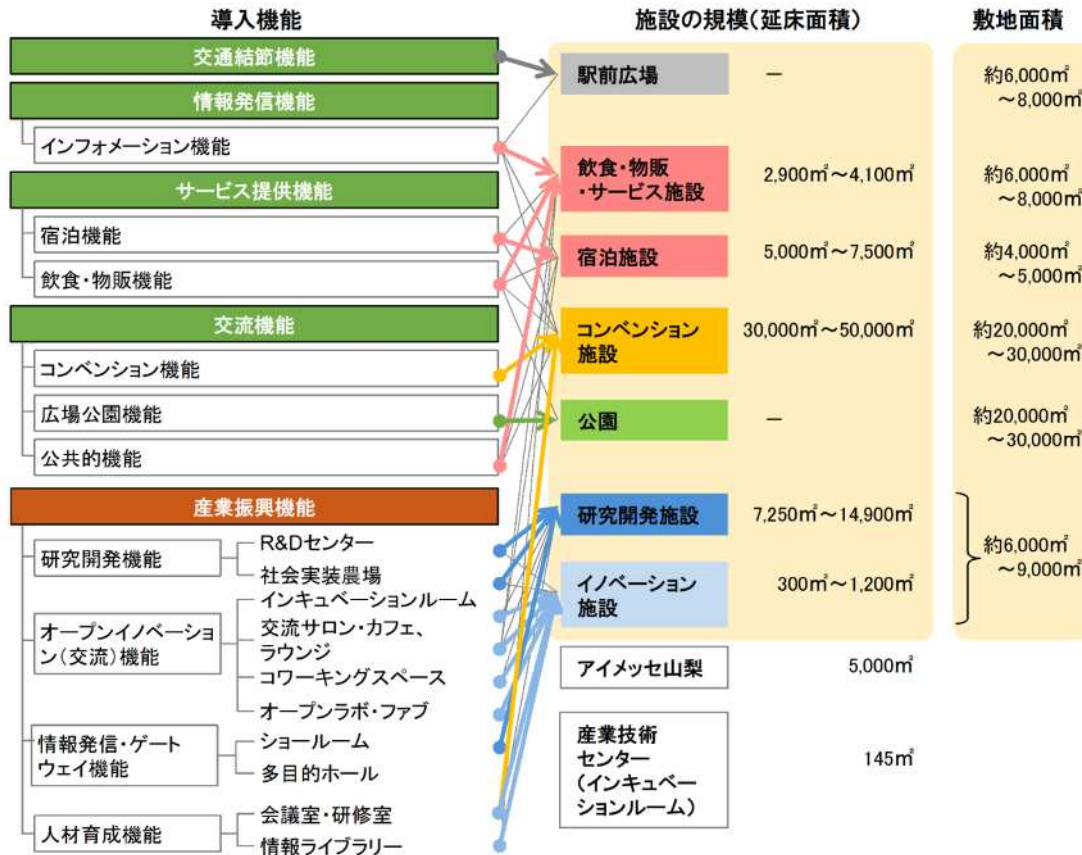 導入機能
施設の規模(延床面積)
敷地面積
交通結節機能
情報発信機能
インフォメーション機能
サービス提供機能
宿泊機能
飲食・物販機能
交流機能
コンベンション機能
広場公園機能
公共的機能
産業振興機能
研究開発機能
R&Dセンター
社会実装農場
オープンイノベーショ
ン(交流)機能
インキュベーションルーム
交流サロン・カフェ、
ラウンジ
コワーキングスペース
オープンラボ・ファブ
情報発信・ゲート
ウェイ機能
ショールーム
多目的ホール
人材育成機能
会議室・研修室
情報ライブラリー
駅前広場
－
約6,000㎡
～8,000㎡
飲食・物販
・サービス施設
2,900㎡～4,100㎡
約6,000㎡
～8,000㎡
宿泊施設
5,000㎡～7,500㎡
約4,000㎡
～5,000㎡
コンベンション
施設
30,000㎡～50,000㎡
約20,000㎡
～30,000㎡
公園
－
約20,000㎡
～30,000㎡
研究開発施設
7,250㎡～14,900㎡
イノベーション
施設
300㎡～1,200㎡
約6,000㎡
～9,000㎡
アイメッセ山梨
5,000㎡
産業技術
センター
(インキュベー
ションルーム)
145㎡